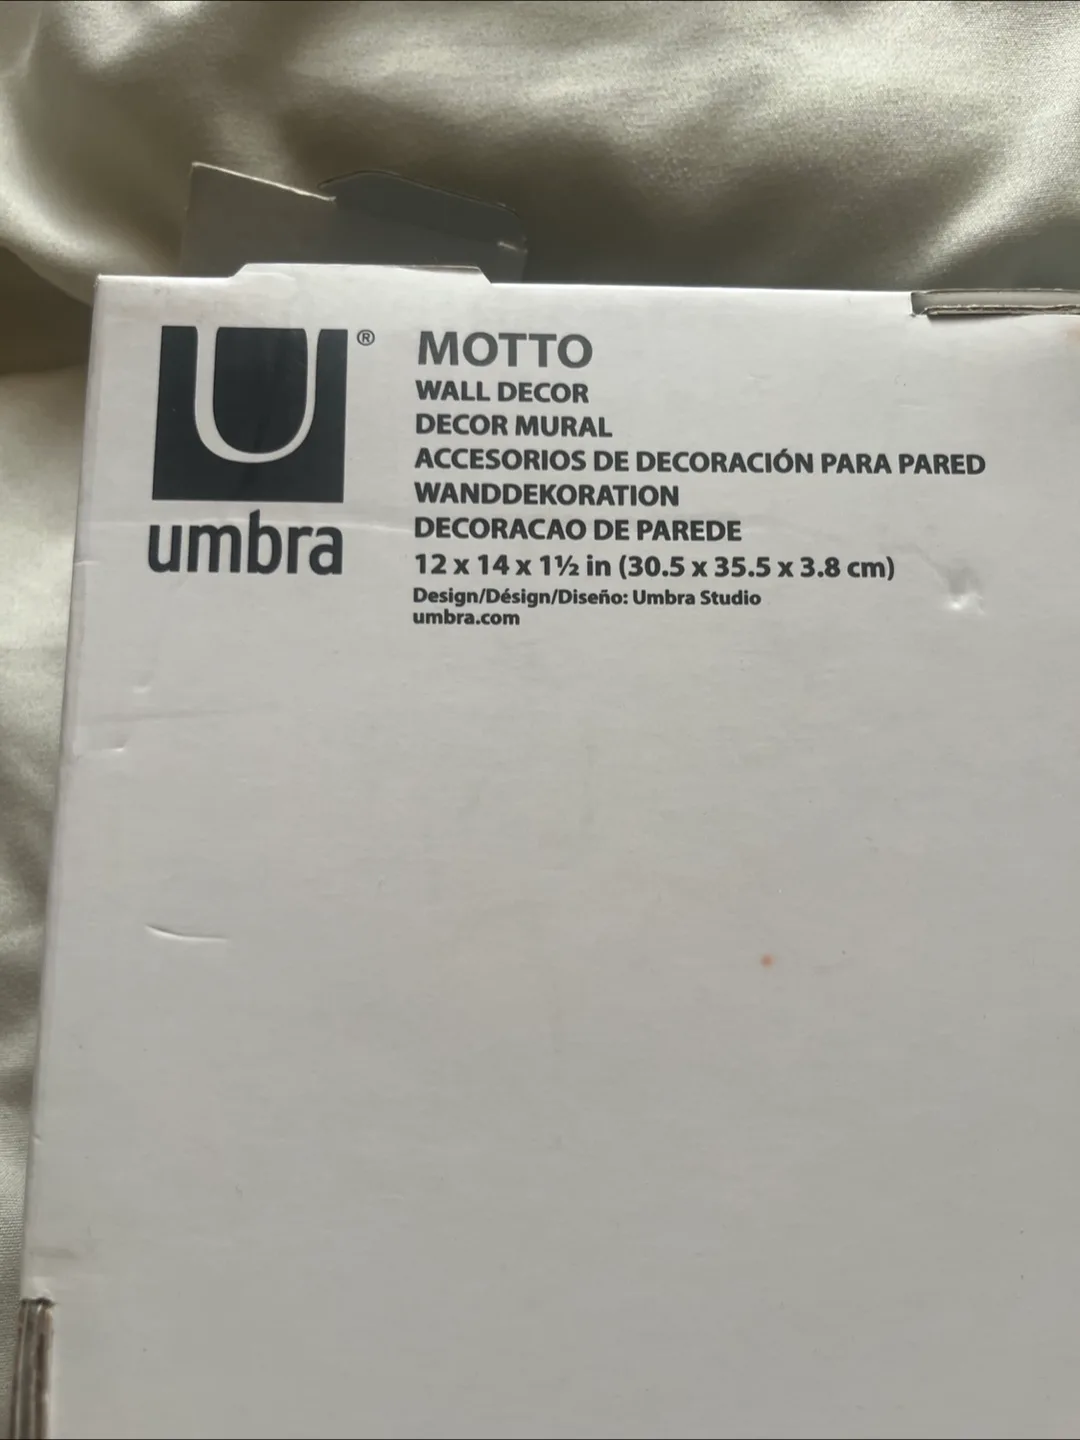 U®
umbra
MOTTO
WALL DECOR
DECOR MURAL
ACCESORIOS DE DECORACIÓN PARA PARED
WANDDEKORATION
DECORACAO DE PAREDE
12 x 14 x 1½ in (30.5 x 35.5 x 3.8 cm)
Design/Désign/Diseño: Umbra Studio
umbra.com